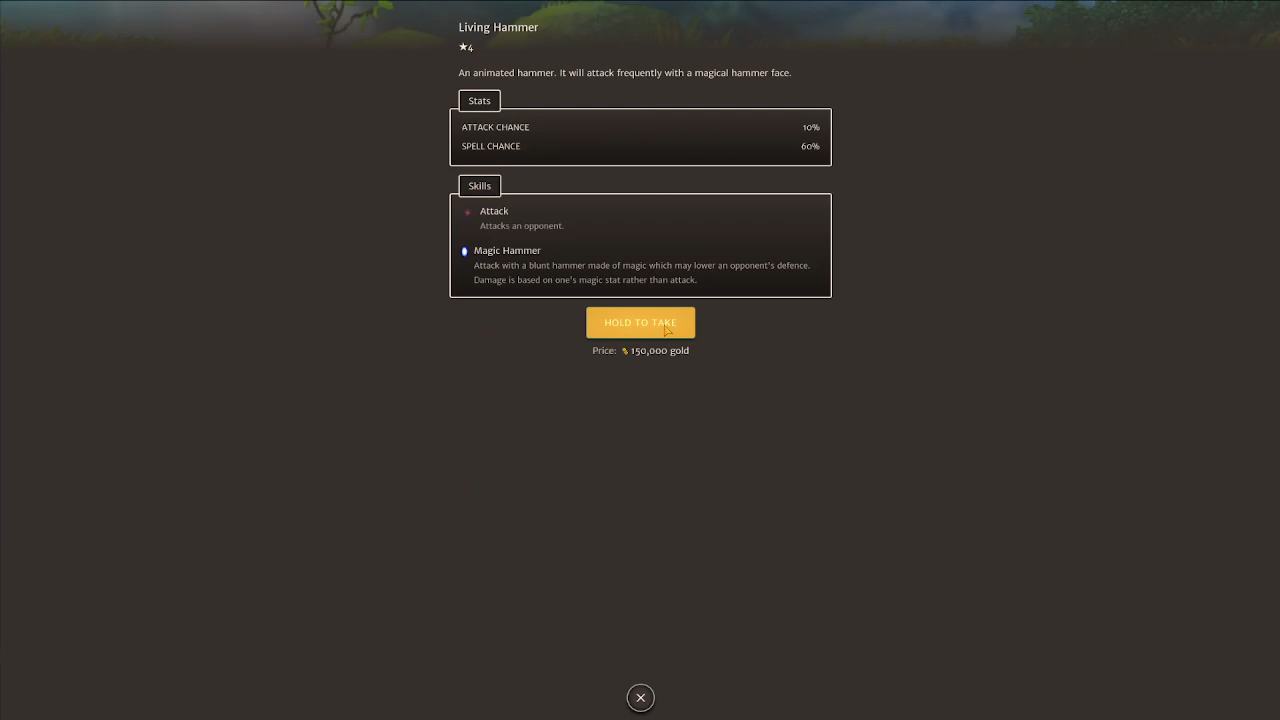 Living Hammer
★4
An animated hammer. It will attack frequently with a magical hammer face.
Stats
ATTACK CHANCE 10%
SPELL CHANCE 60%
Skills
Attack
Attacks an opponent.
Magic Hammer
Attack with a blunt hammer made of magic which may lower an opponent's defence.
Damage is based on one's magic stat rather than attack.
HOLD TO TAKE
Price: 150,000 gold